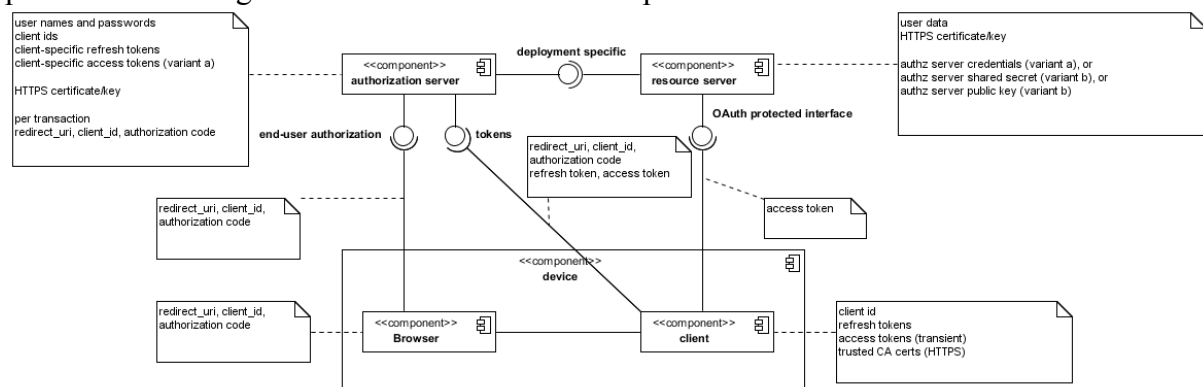 user names and passwords
client ids
client-specific refresh tokens
client-specific access tokens (variant a)
HTTPS certificate/key
per transaction
redirect_uri, client_id, authorization code
<<component>>
authorization server
deployment specific
<<component>>
resource server
user data
HTTPS certificate/key
authz server credentials (variant a), or
authz server shared secret (variant b), or
authz server public key (variant b)
end-user authorization
tokens
OAuth protected interface
redirect_uri, client_id,
authorization code
refresh token, access token
redirect_uri, client_id,
authorization code
access token
<<component>>
device
redirect_uri, client_id,
authorization code
<<component>>
Browser
<<component>>
client
client id
refresh tokens
access tokens (transient)
trusted CA certs (HTTPS)